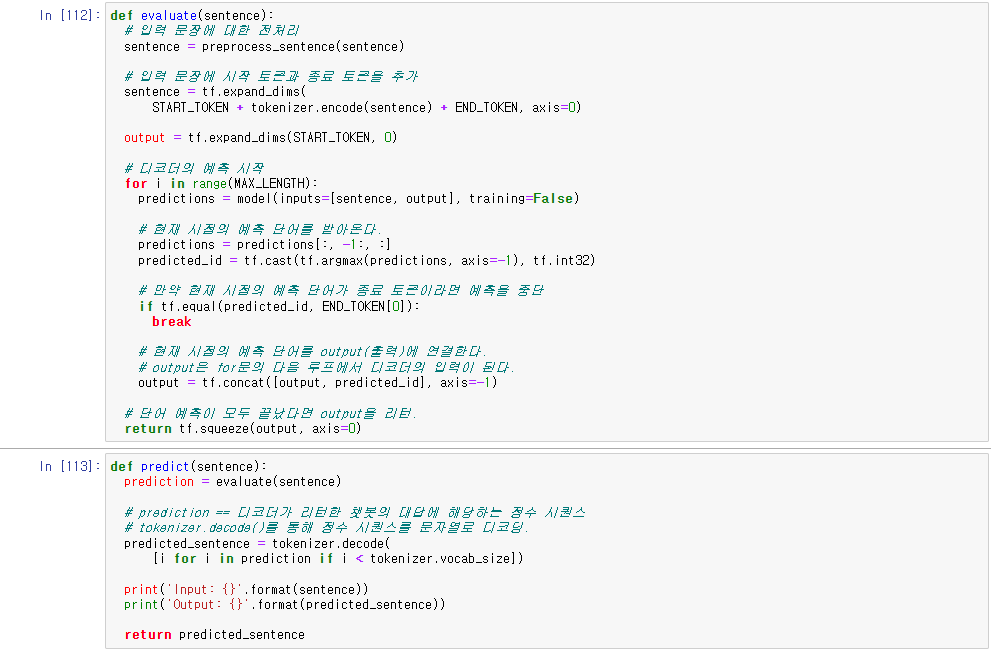 In [112]: def evaluate(sentence):
# 입력 문장에 대한 전처리
sentence = preprocess_sentence(sentence)
# 입력 문장에 시작 토큰과 종료 토큰을 추가
sentence = tf.expand_dims(
START_TOKEN + tokenizer.encode(sentence) + END_TOKEN, axis=0)
output = tf.expand_dims(START_TOKEN, 0)
# 디코더의 예측 시작
for i in range(MAX_LENGTH):
predictions = model(inputs=[sentence, output], training=False)
# 현재 시점의 예측 단어를 받아온다.
predictions = predictions[:, -1:, :]
predicted_id = tf.cast(tf.argmax(predictions, axis=-1), tf.int32)
# 만약 현재 시점의 예측 단어가 종료 토큰이라면 예측을 중단
if tf.equal(predicted_id, END_TOKEN[0]):
break
# 현재 시점의 예측 단어를 output(출력)에 연결한다.
# output은 for문의 다음 루프에서 디코더의 입력이 된다.
output = tf.concat([output, predicted_id], axis=-1)
# 단어 예측이 모두 끝났다면 output을 리턴.
return tf.squeeze(output, axis=0)
In [113]: def predict(sentence):
prediction = evaluate(sentence)
# prediction == 디코더가 리턴한 챗봇의 대답에 해당하는 정수 시퀀스
# tokenizer.decode()를 통해 정수 시퀀스를 문자열로 디코딩.
predicted_sentence = tokenizer.decode(
[i for i in prediction if i < tokenizer.vocab_size])
print('Input: {}'.format(sentence))
print('Output: {}'.format(predicted_sentence))
return predicted_sentence